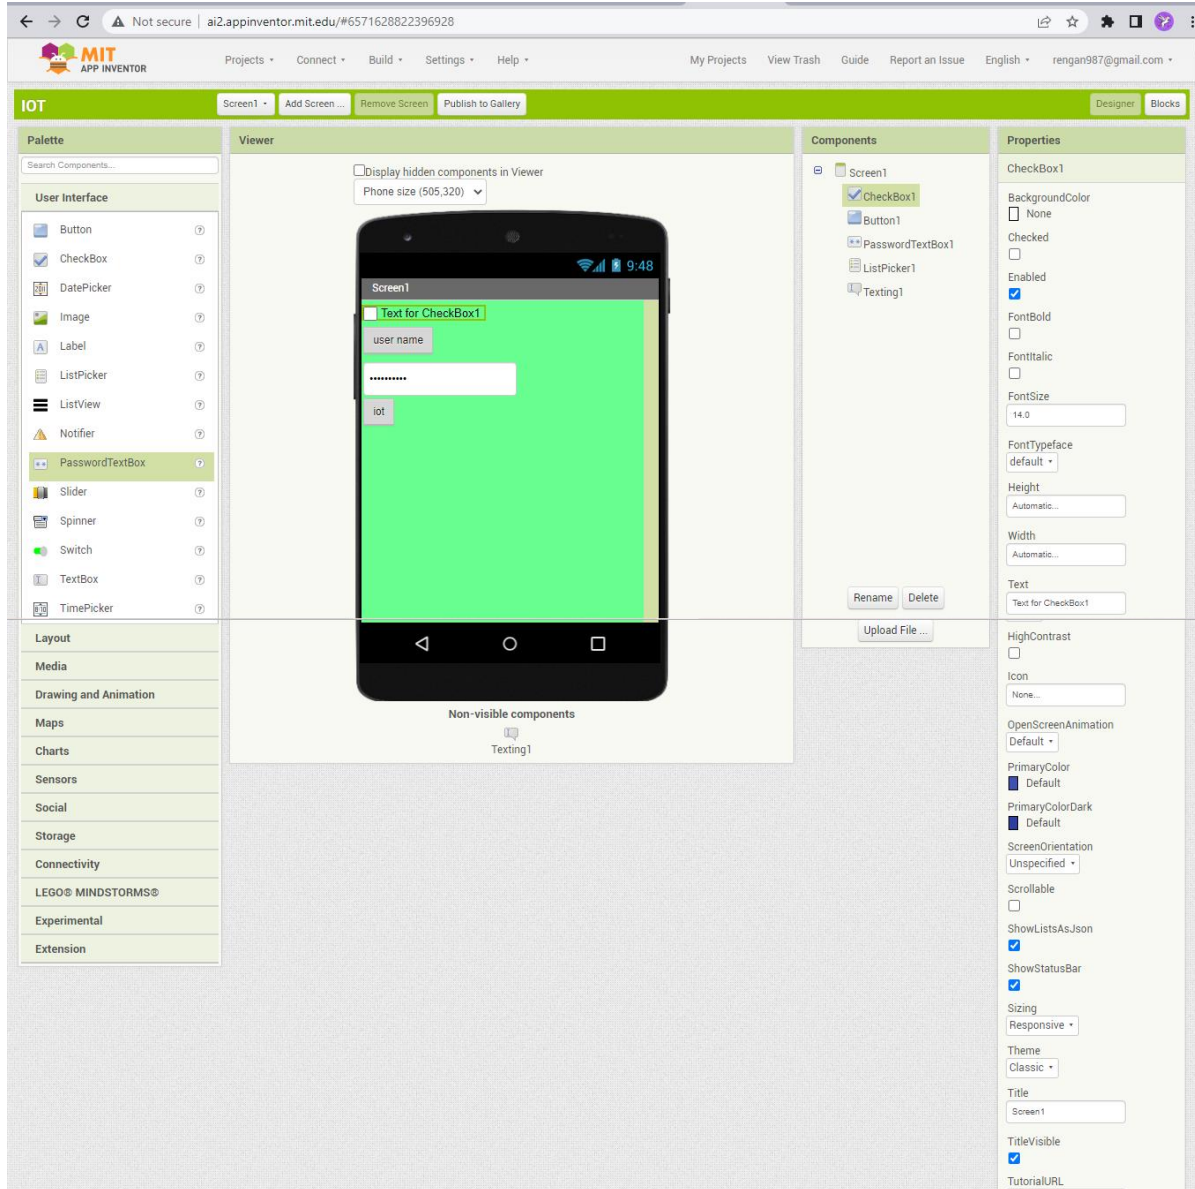 Not secure | ai2.appinventor.mit.edu/#6571628822396928
MIT
APP INVENTOR
Projects Connect Build Settings Help My Projects View Trash Guide Report an Issue English rengan987@gmail.com
IOT Screen1 Add Screen ... Remove Screen Publish to Gallery Designer Blocks
Palette
Search Components...
User Interface
Button
CheckBox
DatePicker
Image
Label
ListPicker
ListView
Notifier
PasswordTextBox
Slider
Spinner
Switch
TextBox
TimePicker
Layout
Media
Drawing and Animation
Maps
Charts
Sensors
Social
Storage
Connectivity
LEGO® MINDSTORMS®
Experimental
Extension
Viewer
Display hidden components in Viewer
Phone size (505,320)
9:48
Screen1
Text for CheckBox1
user name
••••••••••
iot
Non-visible components
Texting1
Components
Screen1
CheckBox1
Button1
PasswordTextBox1
ListPicker1
Texting1
Rename Delete
Upload File ...
Properties
CheckBox1
BackgroundColor
None
Checked
Enabled
FontBold
FontItalic
FontSize
14.0
FontTypeface
default
Height
Automatic...
Width
Automatic...
Text
Text for CheckBox1
HighContrast
Icon
None...
OpenScreenAnimation
Default
PrimaryColor
Default
PrimaryColorDark
Default
ScreenOrientation
Unspecified
Scrollable
ShowListsAsJson
ShowStatusBar
Sizing
Responsive
Theme
Classic
Title
Screen1
TitleVisible
TutorialURL